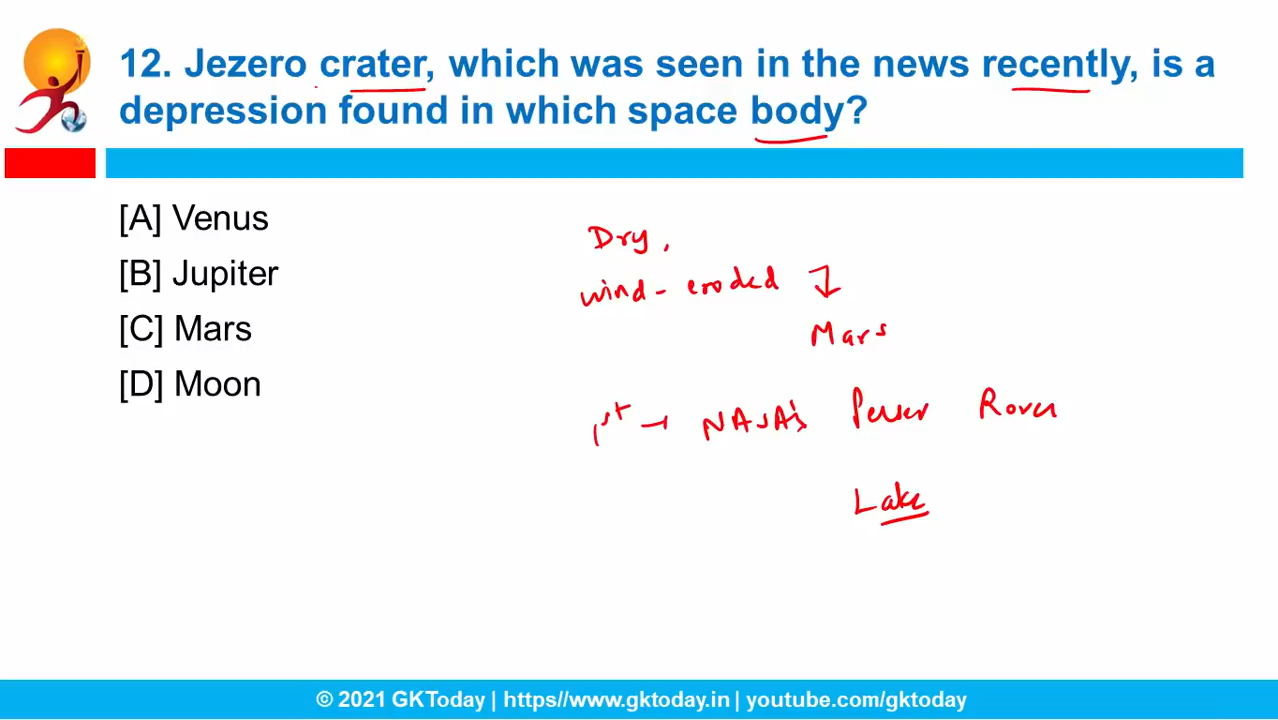 12. Jezero crater, which was seen in the news recently, is a
depression found in which space body?
[A] Venus
[B] Jupiter
[C] Mars
[D] Moon
Dry,
wind-eroded
Mars
1st → NASA's Perser Rover
Lake
© 2021 GKToday | https//www.gktoday.in | youtube.com/gktoday